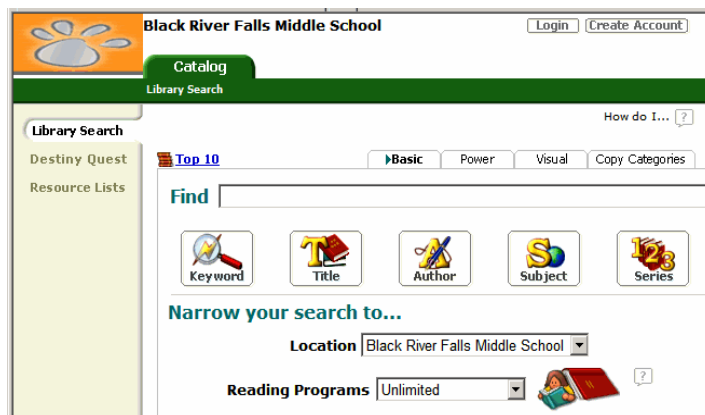 Black River Falls Middle School
Login Create Account
Catalog
Library Search
How do I... ?
Library Search
Destiny Quest
Resource Lists
Top 10
Basic Power Visual Copy Categories
Find
Keyword Title Author Subject Series
Narrow your search to...
Location Black River Falls Middle School
Reading Programs Unlimited ?